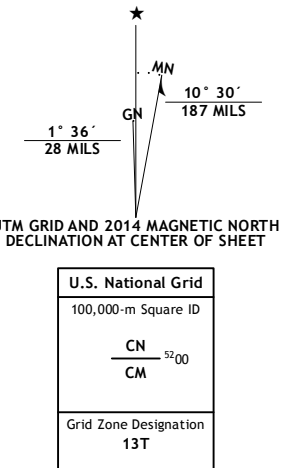 ★
MN
GN
10° 30´
187 MILS
1° 36´
28 MILS
UTM GRID AND 2014 MAGNETIC NORTH
DECLINATION AT CENTER OF SHEET
U.S. National Grid
100,000-m Square ID
CN
5200
CM
Grid Zone Designation
13T